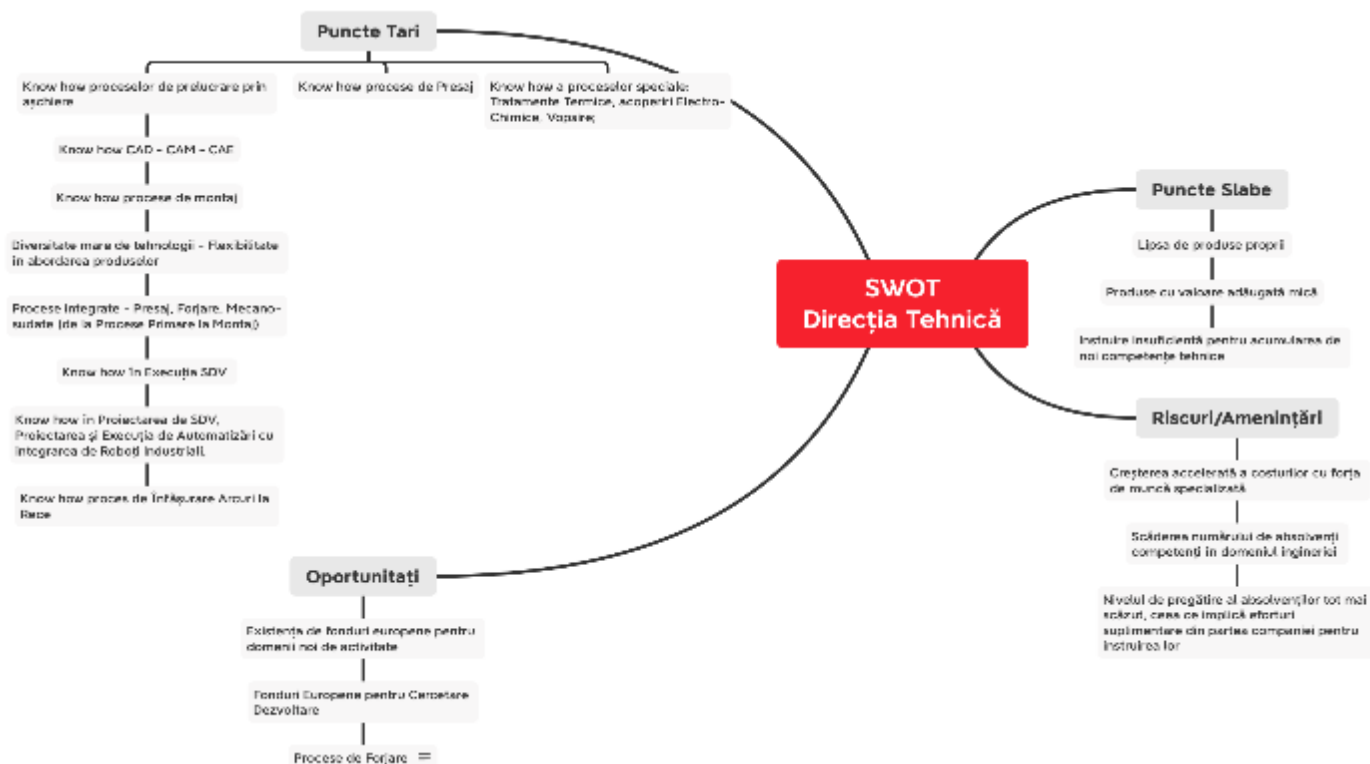 Puncte Tari
Know how proceselor de prelucrare prin
așchiere
Know how procese de Presaj
Know how a proceselor speciale:
Tratamente Termice, acoperiri Electro-
Chimice, Vopsire;
Know how CAD - CAM - CAE
Know how procese de montaj
Diversitate mare de tehnologii - Flexibilitate
in abordarea produselor
Procese Integrate - Presaj, Forjare, Mecano-
sudate (de la Procese Primare la Montaj)
Know how în Execuția SDV
Know how in Proiectarea de SDV,
Proiectarea și Execuția de Automatizări cu
Integrarea de Roboți Industriali.
Know how proces de Înfășurare Arcuri la
Rece
SWOT
Direcția Tehnică
Puncte Slabe
Lipsa de produse proprii
Produse cu valoare adăugată mică
Instruire insuficientă pentru acumularea de
noi competențe tehnice
Riscuri/Amenințări
Creșterea accelerată a costurilor cu forța
de muncă specializată
Scăderea numărului de absolvenți
competenți in domeniul ingineriei
Nivelul de pregătire al absolvenților tot mai
scăzut, ceea ce implică eforturi
suplimentare din partea companiei pentru
instruirea lor
Oportunitați
Existența de fonduri europene pentru
domenii noi de activitate
Fonduri Europene pentru Cercetare
Dezvoltare
Procese de Forjare